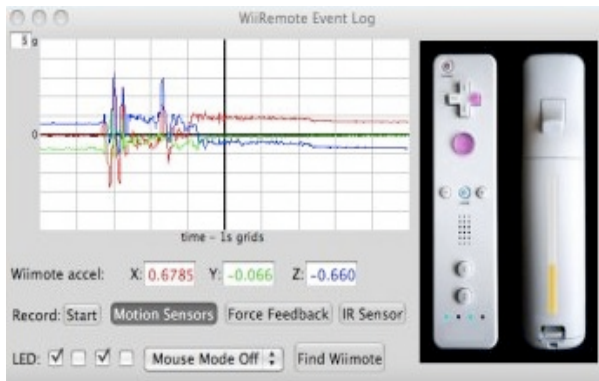 WiiRemote Event Log
5 g
0
time - 1s grids
Wiimote accel: X: 0.6785 Y: -0.066 Z: -0.660
Record: Start Motion Sensors Force Feedback IR Sensor
LED: Mouse Mode Off Find Wiimote